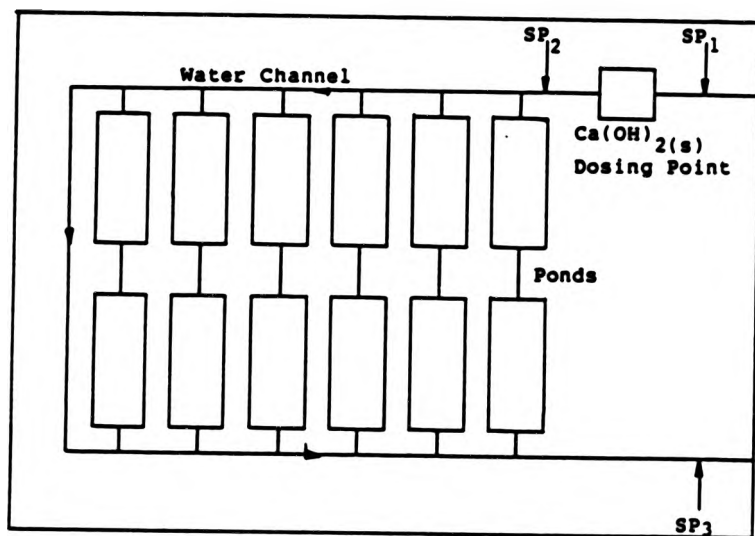 SP2
SP1
Water Channel
Ca(OH)2(s)
Dosing Point
Ponds
SP3